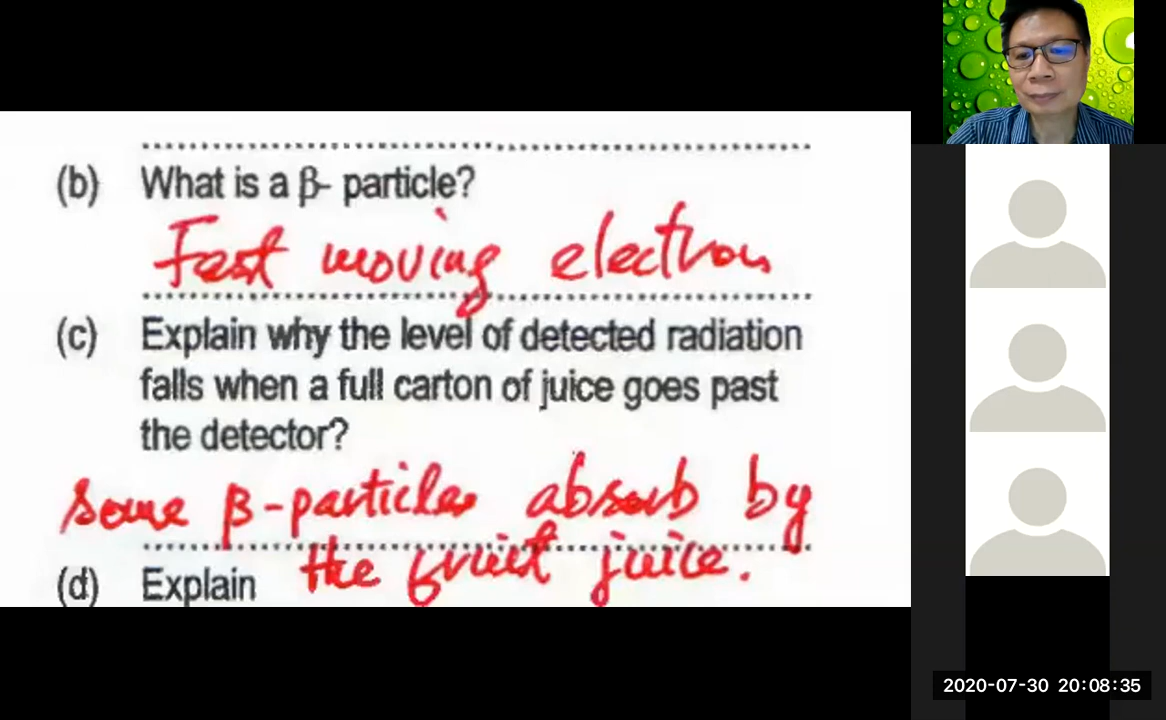 (b) What is a β- particle?
Fast moving electron
(c) Explain why the level of detected radiation
falls when a full carton of juice goes past
the detector?
Some β-particles absorb by
the fruit juice.
(d) Explain
2020-07-30 20:08:35